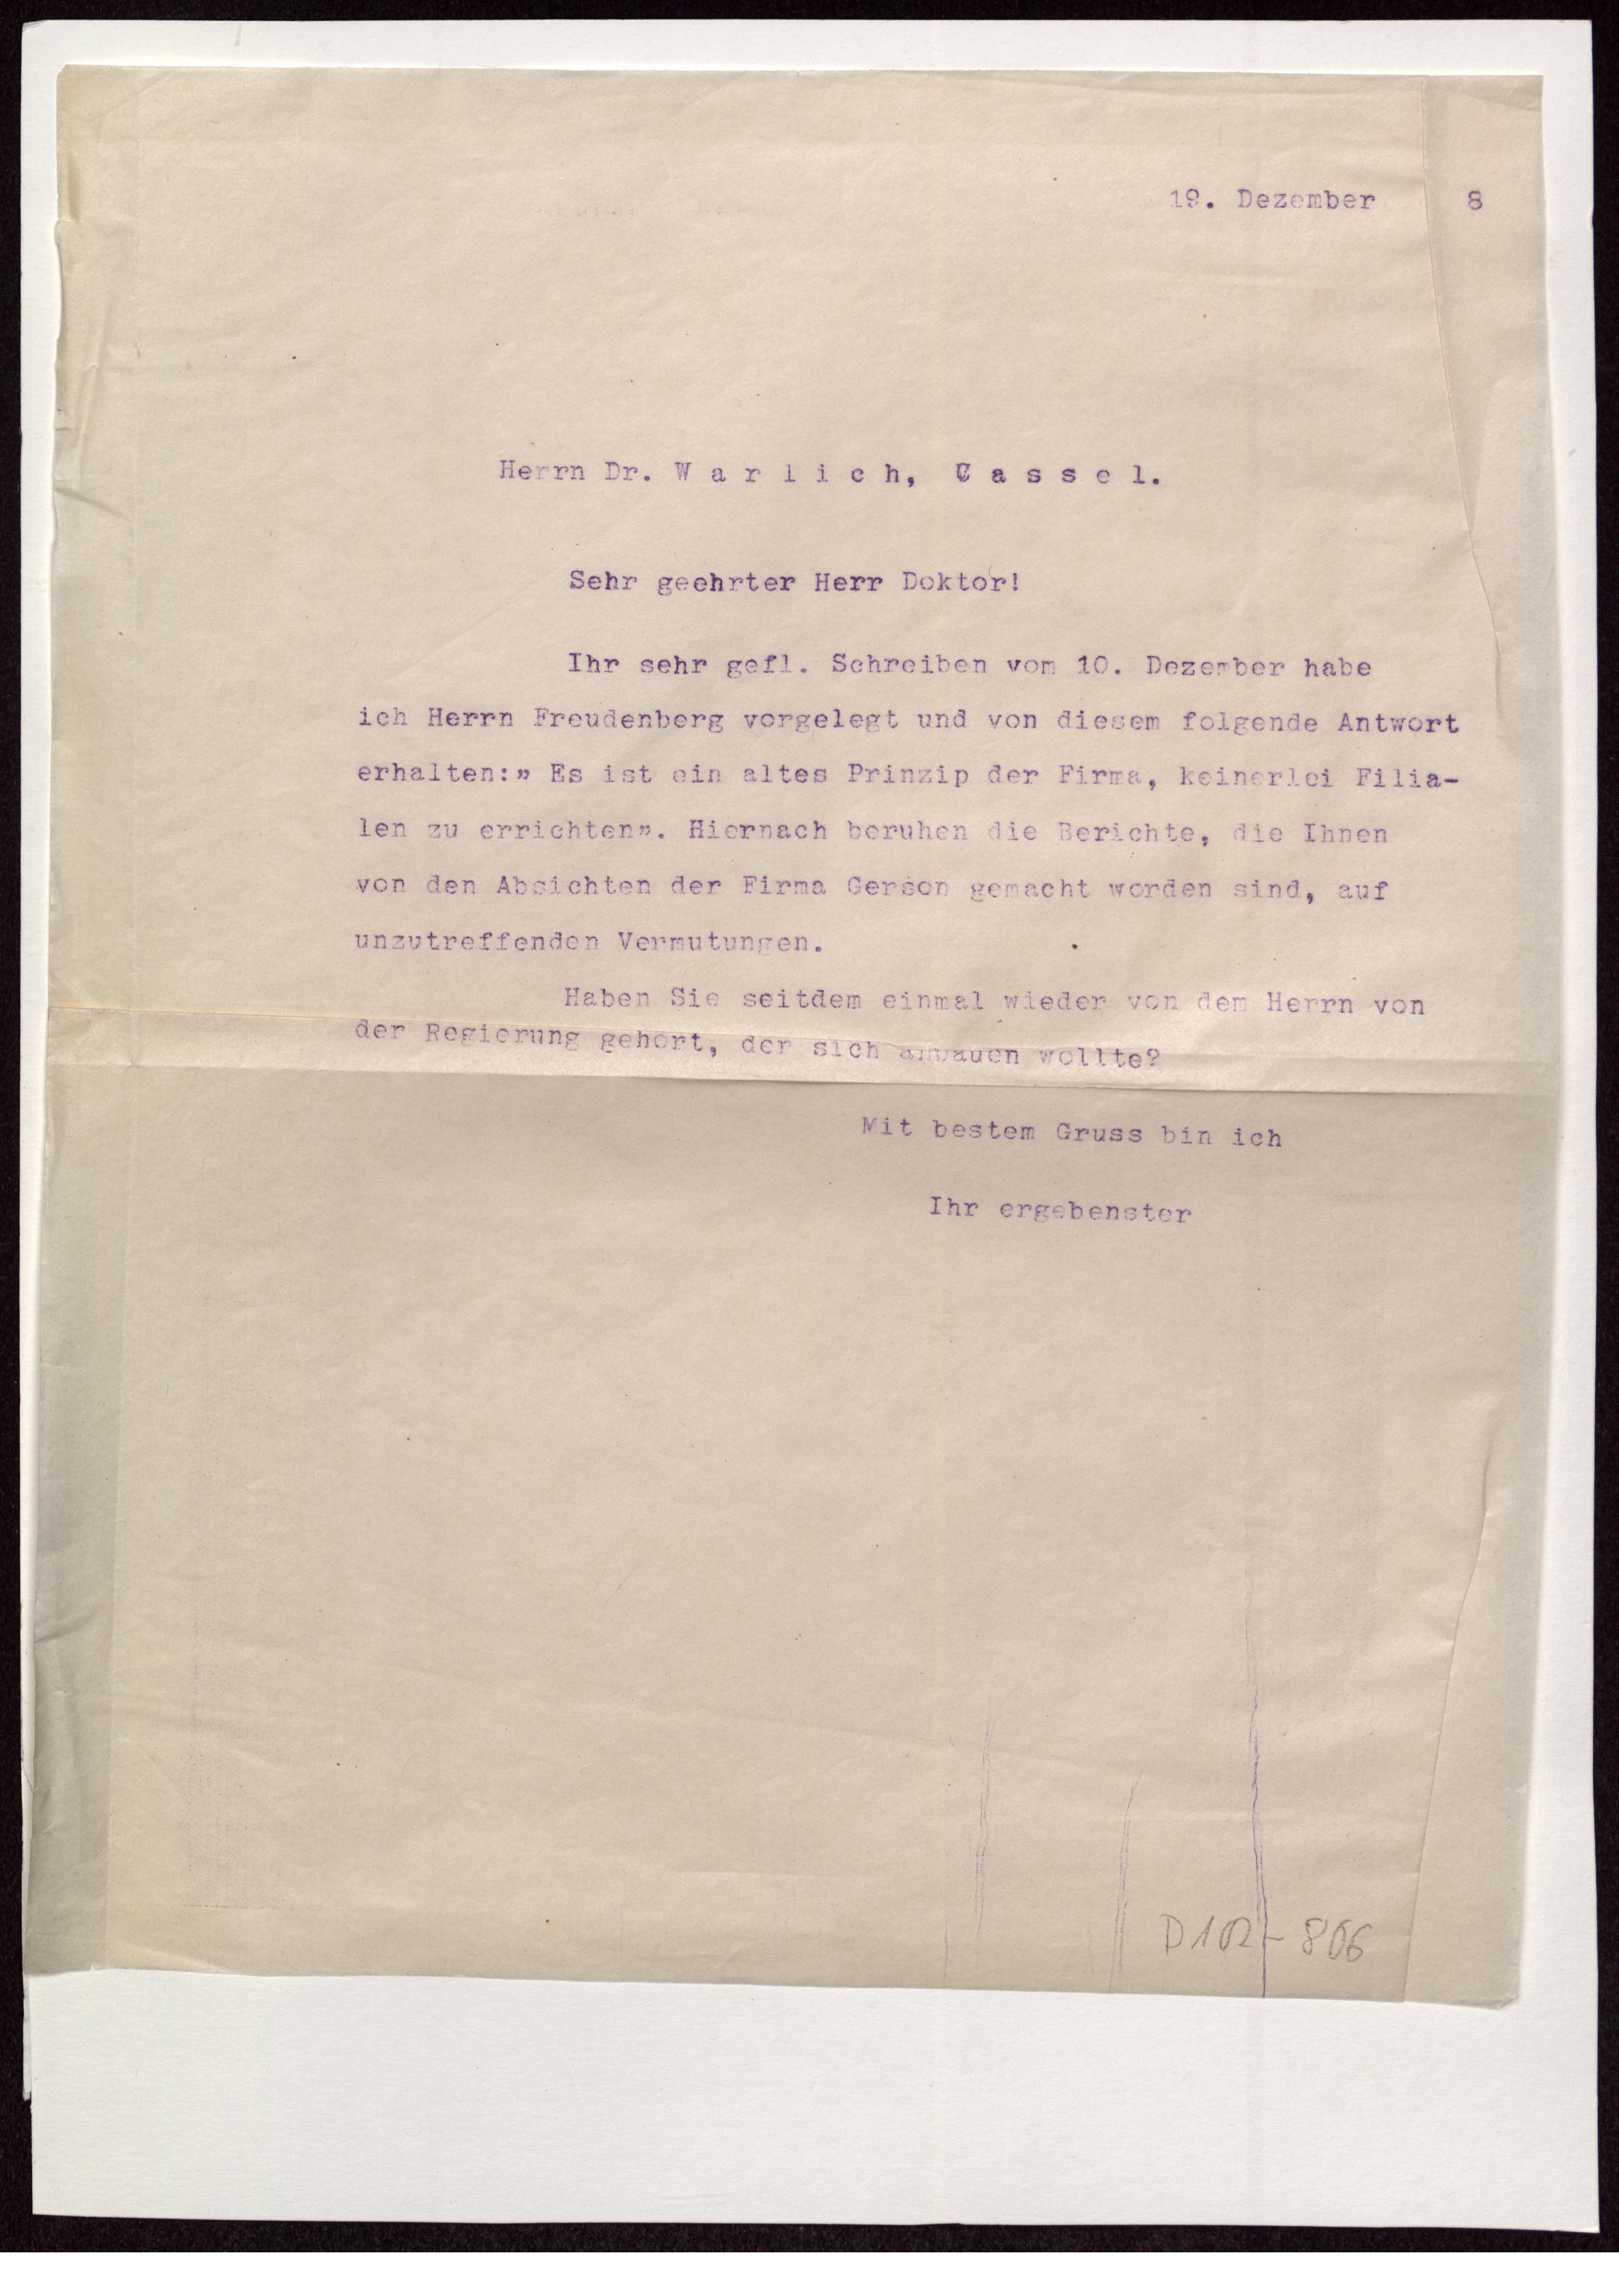 19. Dezember 8
Herrn Dr. W a r l i c h, C a s s e l.
Sehr geehrter Herr Doktor!
Ihr sehr gefl. Schreiben vom 10. Dezember habe
ich Herrn Freudenberg vorgelegt und von diesem folgende Antwort
erhalten:" Es ist ein altes Prinzip der Firma, keinerlei Filia-
len zu errichten". Hiernach beruhen die Berichte, die Ihnen
von den Absichten der Firma Gerson gemacht worden sind, auf
unzutreffenden Vermutungen.
Haben Sie seitdem einmal wieder von dem Herrn von
der Regierung gehört, der sich anbauen wollte?
Mit bestem Gruss bin ich
Ihr ergebenster
D 102-806